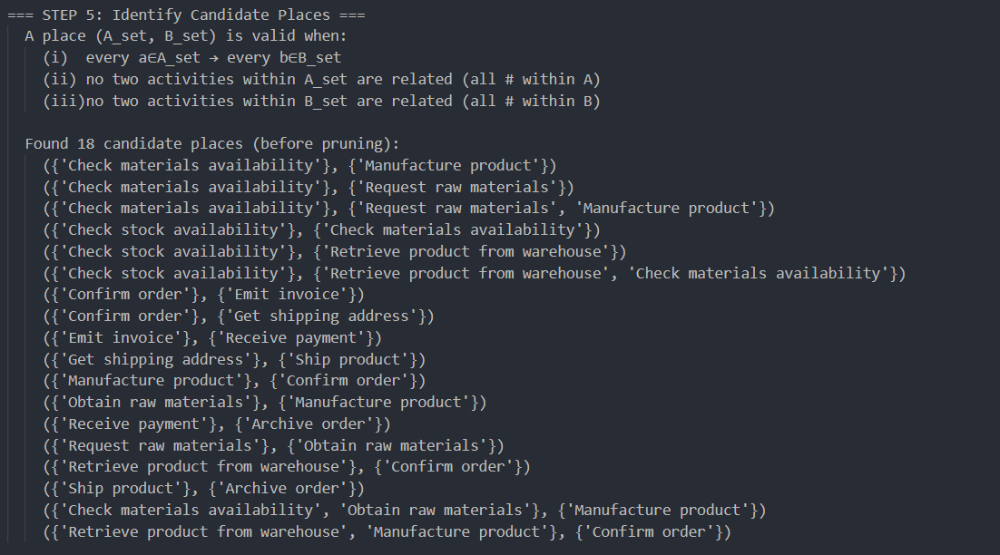 === STEP 5: Identify Candidate Places ===
A place (A_set, B_set) is valid when:
(i)  every a∈A_set → every b∈B_set
(ii) no two activities within A_set are related (all # within A)
(iii)no two activities within B_set are related (all # within B)
Found 18 candidate places (before pruning):
({'Check materials availability'}, {'Manufacture product'})
({'Check materials availability'}, {'Request raw materials'})
({'Check materials availability'}, {'Request raw materials', 'Manufacture product'})
({'Check stock availability'}, {'Check materials availability'})
({'Check stock availability'}, {'Retrieve product from warehouse'})
({'Check stock availability'}, {'Retrieve product from warehouse', 'Check materials availability'})
({'Confirm order'}, {'Emit invoice'})
({'Confirm order'}, {'Get shipping address'})
({'Emit invoice'}, {'Receive payment'})
({'Get shipping address'}, {'Ship product'})
({'Manufacture product'}, {'Confirm order'})
({'Obtain raw materials'}, {'Manufacture product'})
({'Receive payment'}, {'Archive order'})
({'Request raw materials'}, {'Obtain raw materials'})
({'Retrieve product from warehouse'}, {'Confirm order'})
({'Ship product'}, {'Archive order'})
({'Check materials availability', 'Obtain raw materials'}, {'Manufacture product'})
({'Retrieve product from warehouse', 'Manufacture product'}, {'Confirm order'})